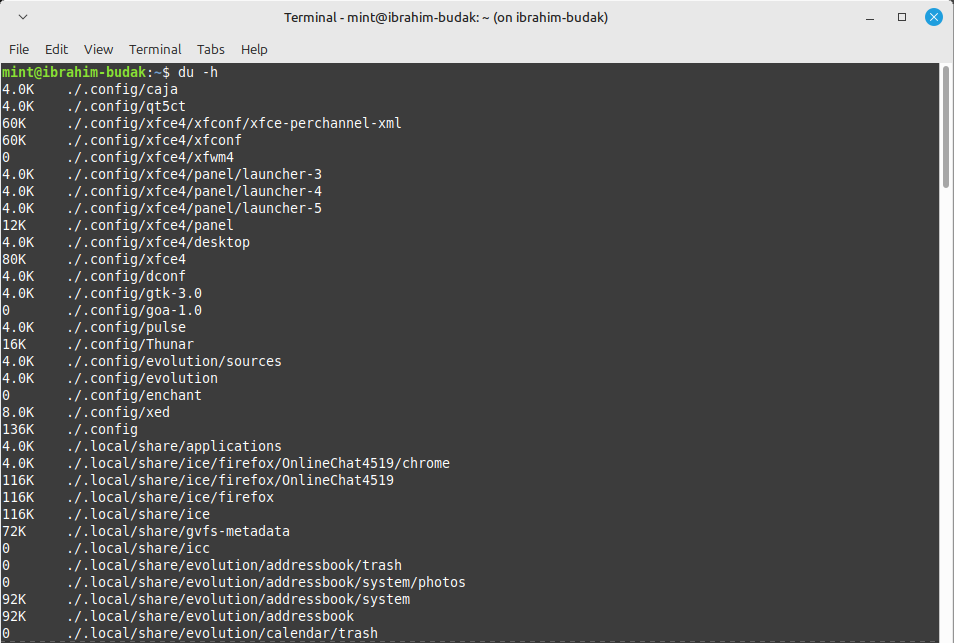 Terminal - mint@ibrahim-budak: ~ (on ibrahim-budak)
File Edit View Terminal Tabs Help
mint@ibrahim-budak:~$ du -h
4.0K ./.config/caja
4.0K ./.config/qt5ct
60K ./.config/xfce4/xfconf/xfce-perchannel-xml
60K ./.config/xfce4/xfconf
0 ./.config/xfce4/xfwm4
4.0K ./.config/xfce4/panel/launcher-3
4.0K ./.config/xfce4/panel/launcher-4
4.0K ./.config/xfce4/panel/launcher-5
12K ./.config/xfce4/panel
4.0K ./.config/xfce4/desktop
80K ./.config/xfce4
4.0K ./.config/dconf
4.0K ./.config/gtk-3.0
0 ./.config/goa-1.0
4.0K ./.config/pulse
16K ./.config/Thunar
4.0K ./.config/evolution/sources
4.0K ./.config/evolution
0 ./.config/enchant
8.0K ./.config/xed
136K ./.config
4.0K ./.local/share/applications
4.0K ./.local/share/ice/firefox/OnlineChat4519/chrome
116K ./.local/share/ice/firefox/OnlineChat4519
116K ./.local/share/ice/firefox
116K ./.local/share/ice
72K ./.local/share/gvfs-metadata
0 ./.local/share/icc
0 ./.local/share/evolution/addressbook/trash
0 ./.local/share/evolution/addressbook/system/photos
92K ./.local/share/evolution/addressbook/system
92K ./.local/share/evolution/addressbook
0 ./.local/share/evolution/calendar/trash